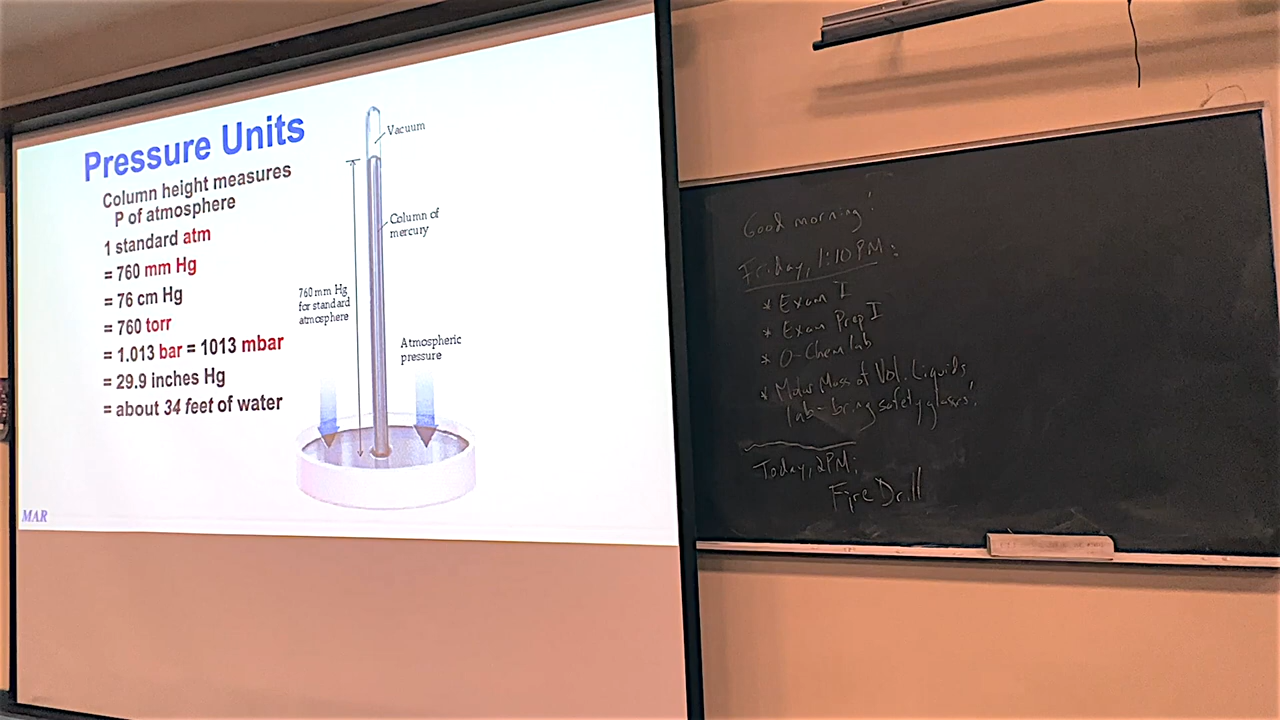 Pressure Units
Column height measures
P of atmosphere
1 standard atm
= 760 mm Hg
= 76 cm Hg
= 760 torr
= 1.013 bar = 1013 mbar
= 29.9 inches Hg
= about 34 feet of water
Vacuum
Column of
mercury
760 mm Hg
for standard
atmosphere
Atmospheric
pressure
MAR
Good morning!
Friday, 1:10 PM:
* Exam I
* Exam Prep I
* O-Chem lab
* Molar Mass of Vol. Liquids
lab - bring safety glasses!
Today, 2PM:
Fire Drill